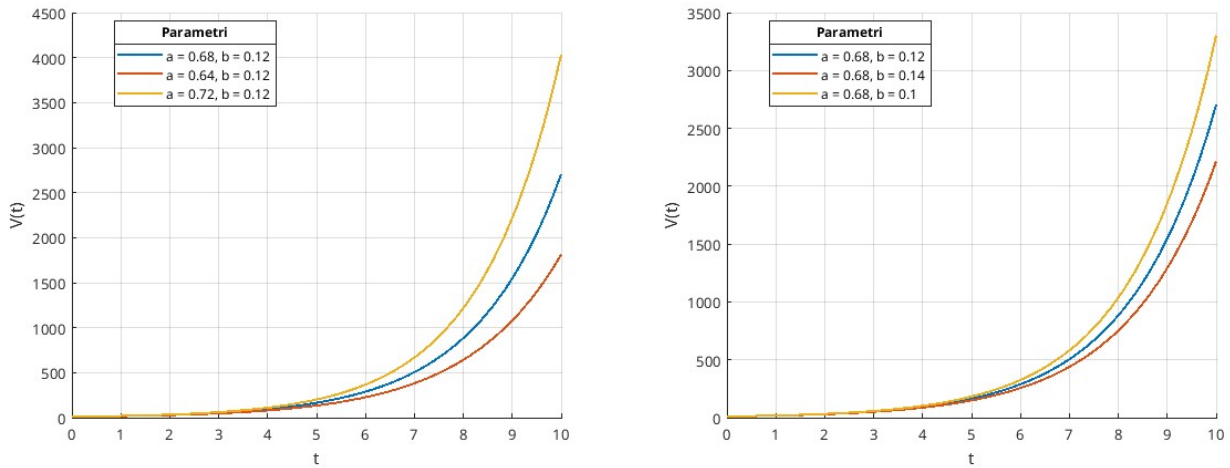 4500
4000
3500
3000
2500
2000
1500
1000
500
0
V(t)
Parametri
a = 0.68, b = 0.12
a = 0.64, b = 0.12
a = 0.72, b = 0.12
0 1 2 3 4 5 6 7 8 9 10
t
3500
3000
2500
2000
1500
1000
500
0
V(t)
Parametri
a = 0.68, b = 0.12
a = 0.68, b = 0.14
a = 0.68, b = 0.1
0 1 2 3 4 5 6 7 8 9 10
t